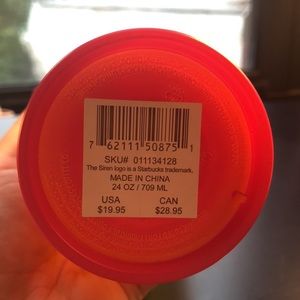 7 62111 50875 1
SKU# 011134128
The Siren logo is a Starbucks trademark.
MADE IN CHINA
24 OZ / 709 ML
USA CAN
$19.95 $28.95